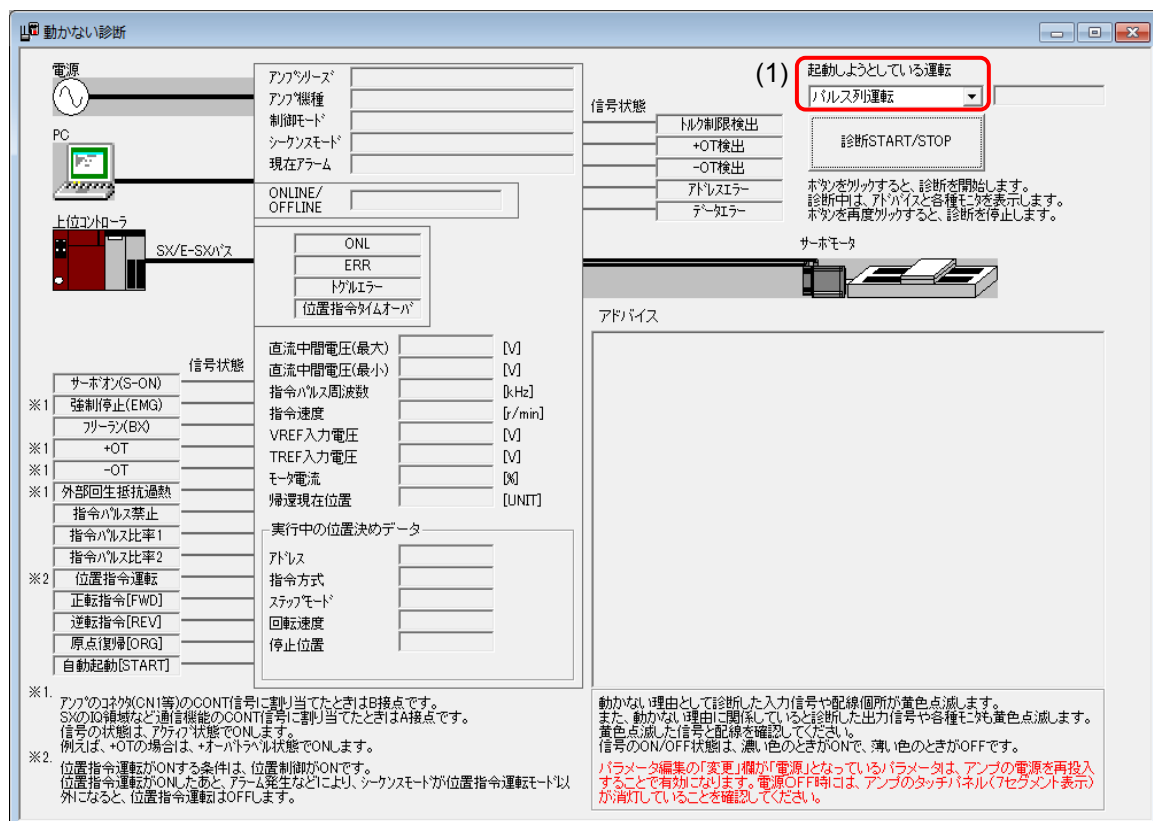 動かない診断
電源
PC
上位コントローラ
SX/E-SXバス
アンプシリーズ
アンプ機種
制御モード
シーケンスモード
現在アラーム
ONLINE/
OFFLINE
ONL
ERR
トグルエラー
位置指令タイムオーバ
信号状態
トルク制限検出
+OT検出
-OT検出
アドレスエラー
データエラー
(1)
起動しようとしている運転
パルス列運転
診断START/STOP
ボタンをクリックすると、診断を開始します。
診断中は、アドバイスと各種モニタを表示します。
ボタンを再度クリックすると、診断を停止します。
サーボモータ
信号状態
サーボオン(S-ON)
※1 強制停止(EMG)
フリーラン(BX)
※1 +OT
※1 -OT
※1 外部回生抵抗過熱
指令パルス禁止
指令パルス比率1
指令パルス比率2
※2 位置指令運転
正転指令[FWD]
逆転指令[REV]
原点復帰[ORG]
自動起動[START]
直流中間電圧(最大) [V]
直流中間電圧(最小) [V]
指令パルス周波数 [kHz]
指令速度 [r/min]
VREF入力電圧 [V]
TREF入力電圧 [V]
モータ電流 [%]
帰還現在位置 [UNIT]
実行中の位置決めデータ
アドレス
指令方式
ステップモード
回転速度
停止位置
アドバイス
※1.
アンプのコネクタ(CN1等)のCONT信号に割り当てたときはB接点です。
SXのIQ領域など通信機能のCONT信号に割り当てたときはA接点です。
信号の状態は、アクティブ状態でONします。
例えば、+OTの場合は、+オーバトラベル状態でONします。
※2.
位置指令運転がONする条件は、位置制御がONです。
位置指令運転がONしたあと、アラーム発生などにより、シーケンスモードが位置指令運転モード以
外になると、位置指令運転はOFFします。
動かない理由として診断した入力信号や配線個所が黄色点滅します。
また、動かない理由に関係していると診断した出力信号や各種モニタも黄色点滅します。
黄色点滅した信号と配線を確認してください。
信号のON/OFF状態は、濃い色のときがONで、薄い色のときがOFFです。
パラメータ編集の「変更」欄が「電源」となっているパラメータは、アンプの電源を再投入
することで有効になります。電源OFF時には、アンプのタッチパネル(7セグメント表示)
が消灯していることを確認してください。